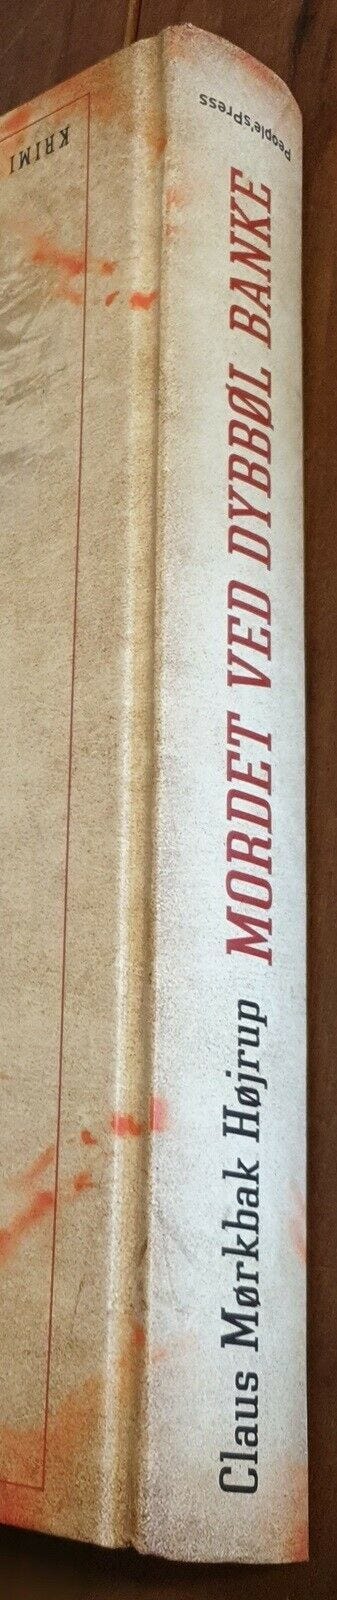 KRIMI
People'sPress
Claus Mørkbak Højrup MORDET VED DYBBØL BANKE